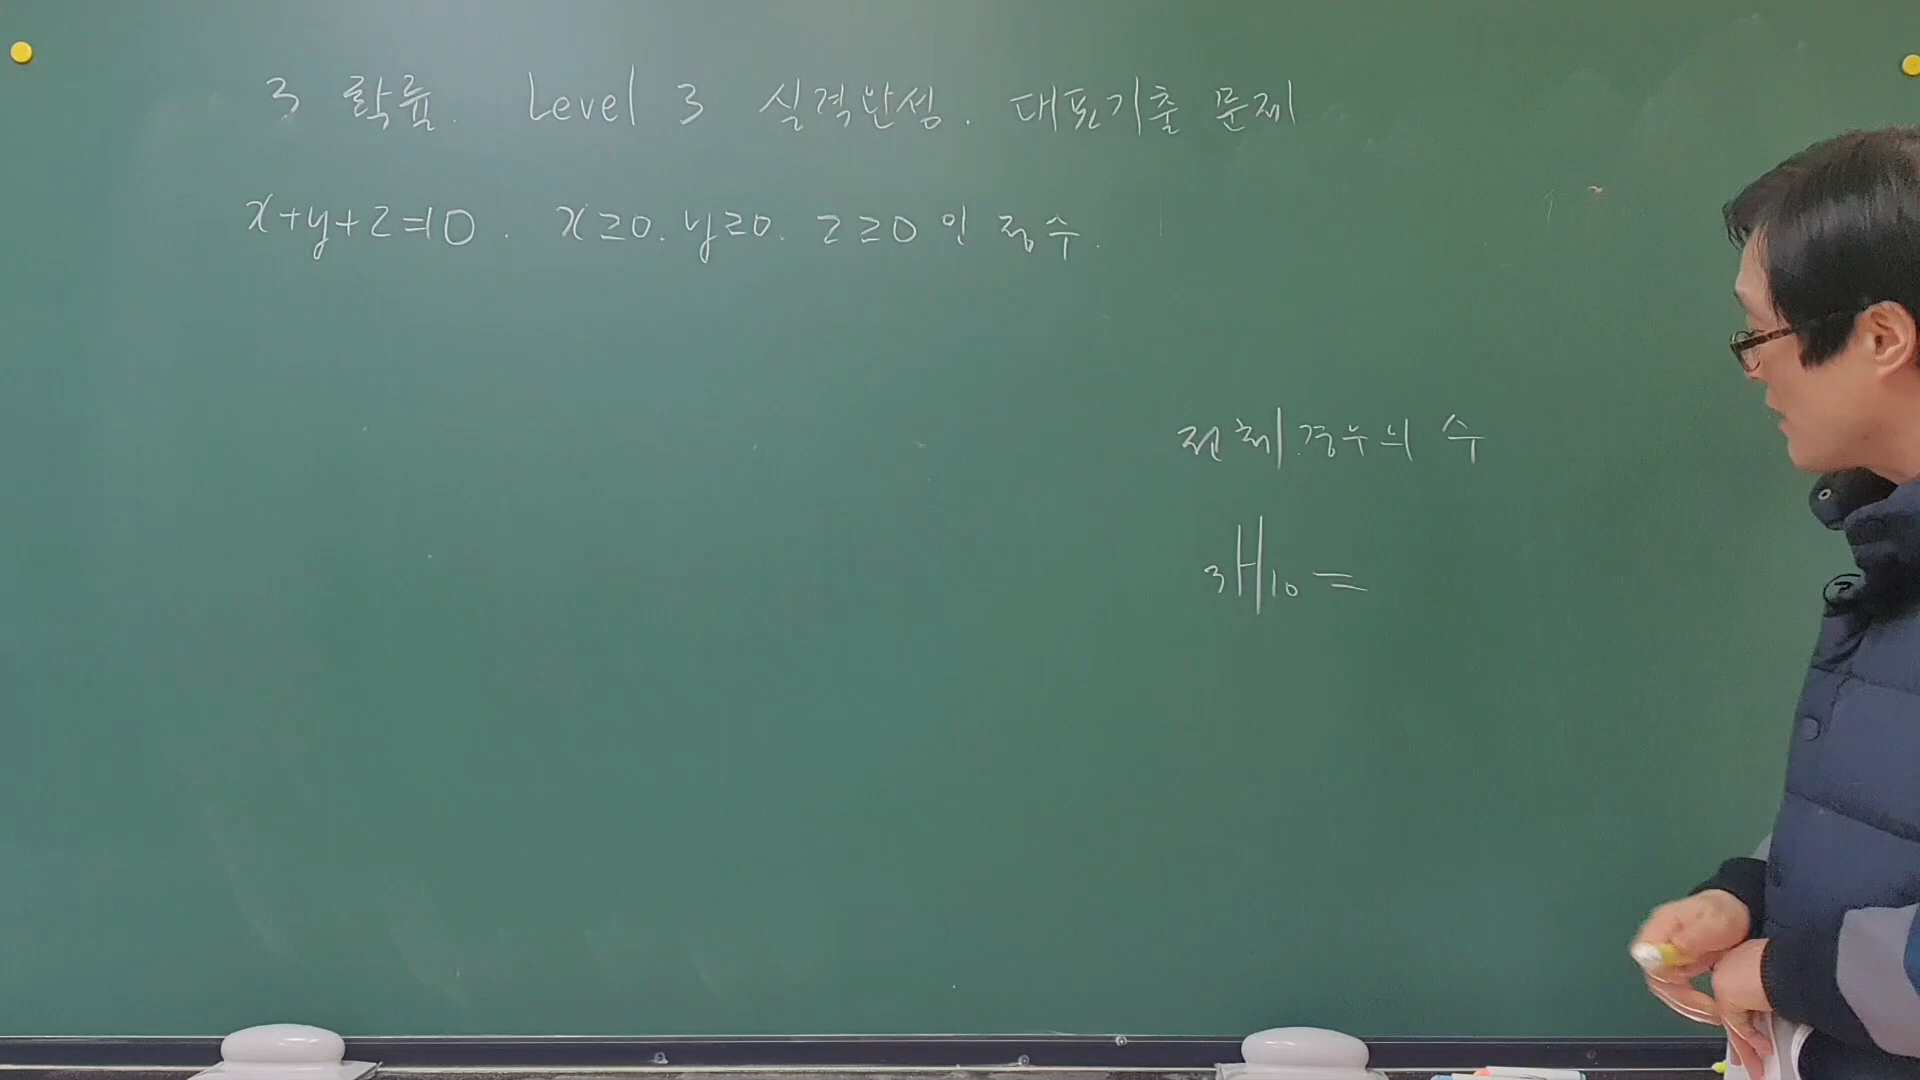 3 확률. Level 3 실력완성. 대표기출 문제
x+y+z=10. x≥0. y≥0. z≥0 인 정수.
전체 경우의 수
₃H₁₀ =